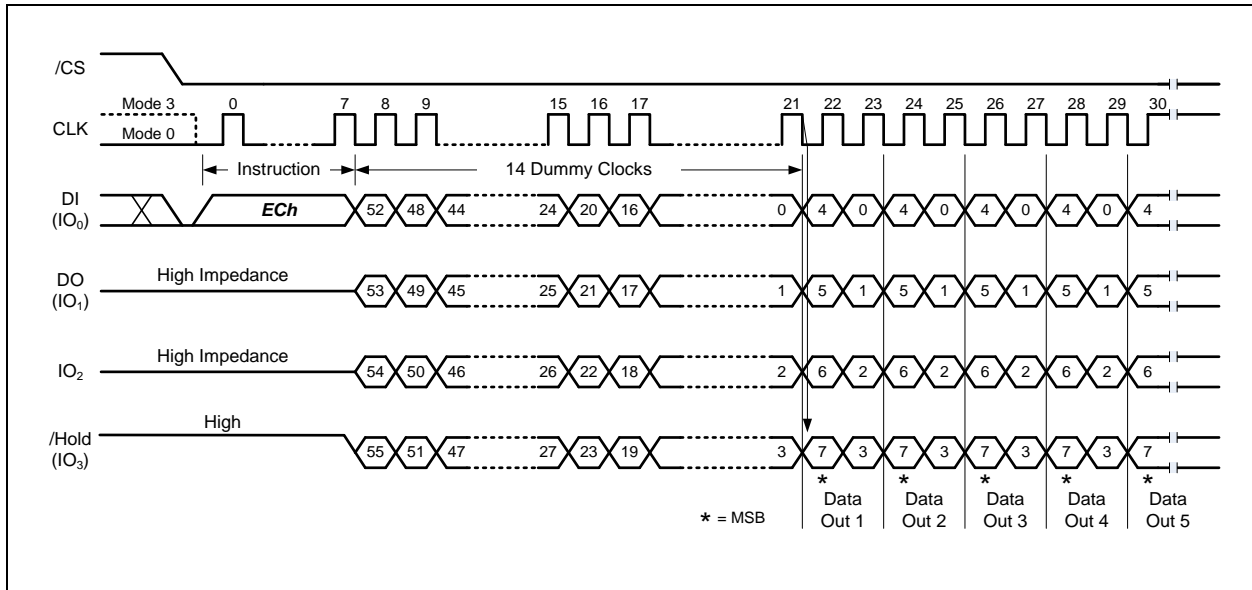 /CS
Mode 3 0 7 8 9 15 16 17 21 22 23 24 25 26 27 28 29 30
CLK
Mode 0
Instruction 14 Dummy Clocks
DI
(IO0) ECh 52 48 44 24 20 16 0 4 0 4 0 4 0 4 0 4
DO
(IO1) High Impedance 53 49 45 25 21 17 1 5 1 5 1 5 1 5 1 5
IO2 High Impedance 54 50 46 26 22 18 2 6 2 6 2 6 2 6 2 6
/Hold
(IO3) High 55 51 47 27 23 19 3 7 3 7 3 7 3 7 3 7
* * * * *
* = MSB
Data
Out 1
Data
Out 2
Data
Out 3
Data
Out 4
Data
Out 5